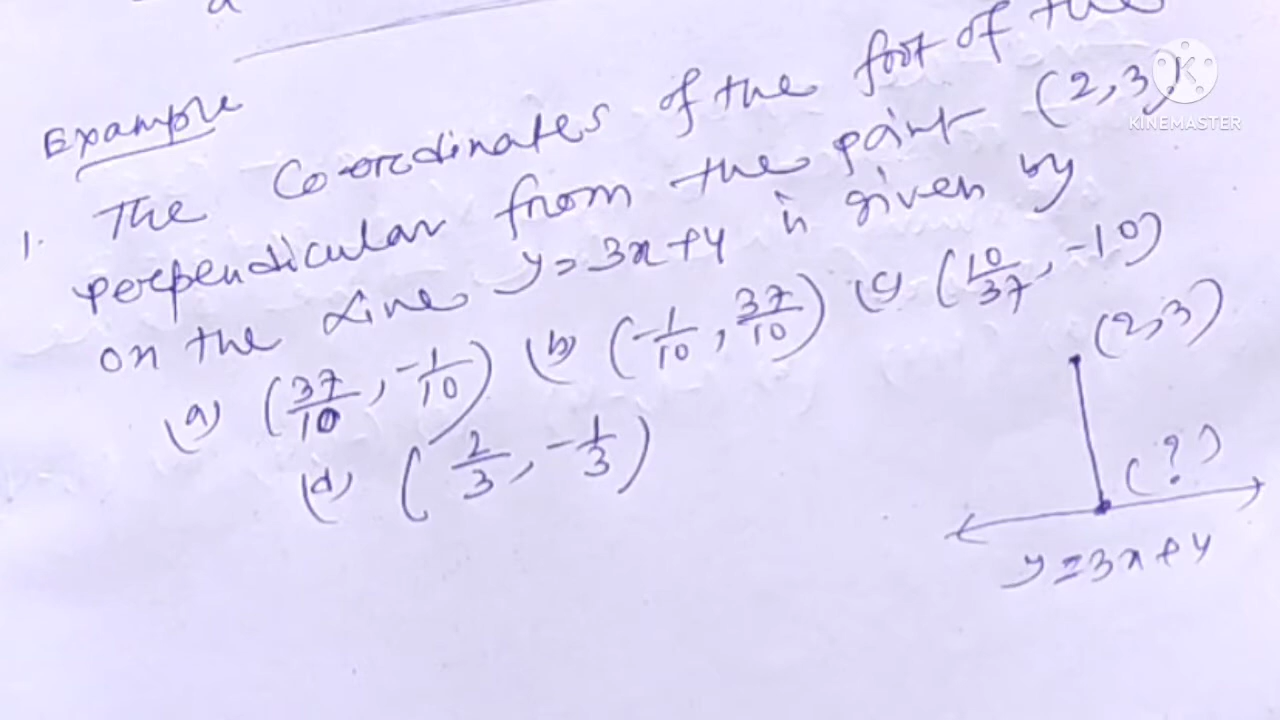 Example
1. The Co-ordinates of the foot of the
perpendicular from the point (2,3)
on the line y=3x+4 is given by
(a) (37/10, -1/10) (b) (-1/10, 37/10) (c) (10/37, -10)
(d) (2/3, -1/3)
(2,3)
(?)
y=3x+4
K
KINEMASTER